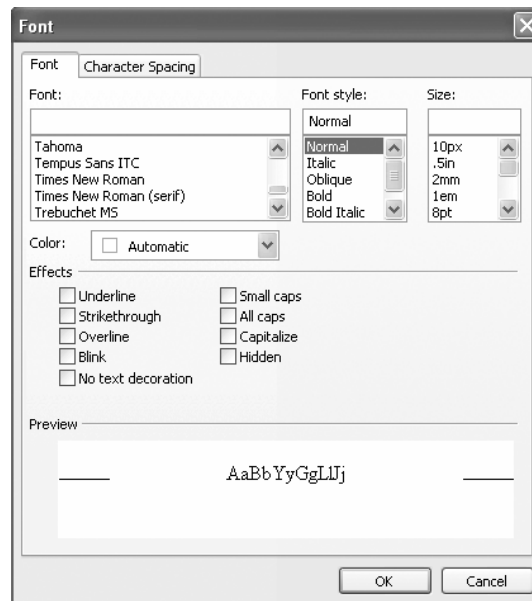 Font
Font Character Spacing
Font: Font style: Size:
Normal
Tahoma Normal 10px
Tempus Sans ITC Italic .5in
Times New Roman Oblique 2mm
Times New Roman (serif) Bold 1em
Trebuchet MS Bold Italic 8pt
Color: Automatic
Effects
Underline Small caps
Strikethrough All caps
Overline Capitalize
Blink Hidden
No text decoration
Preview
AaBbYyGgLlJj
OK Cancel